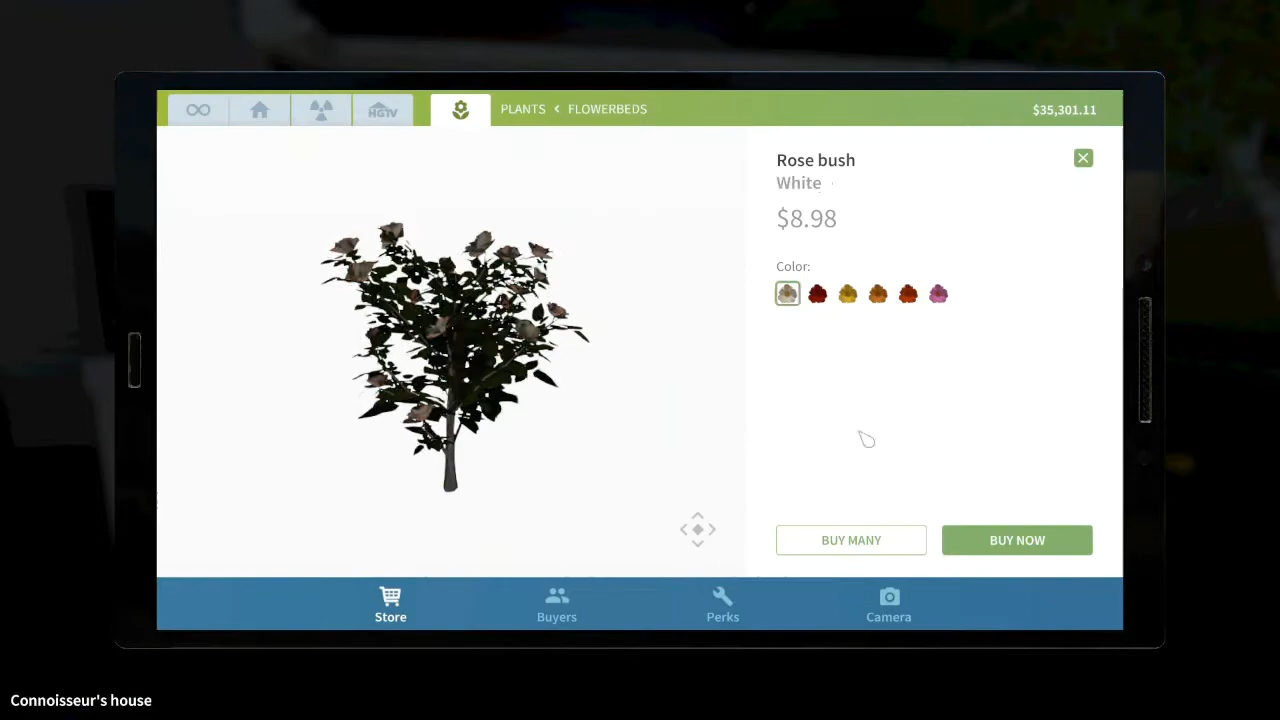 HGTV
PLANTS < FLOWERBEDS
$35,301.11
Rose bush
White
$8.98
Color:
BUY MANY
BUY NOW
Store
Buyers
Perks
Camera
Connoisseur's house